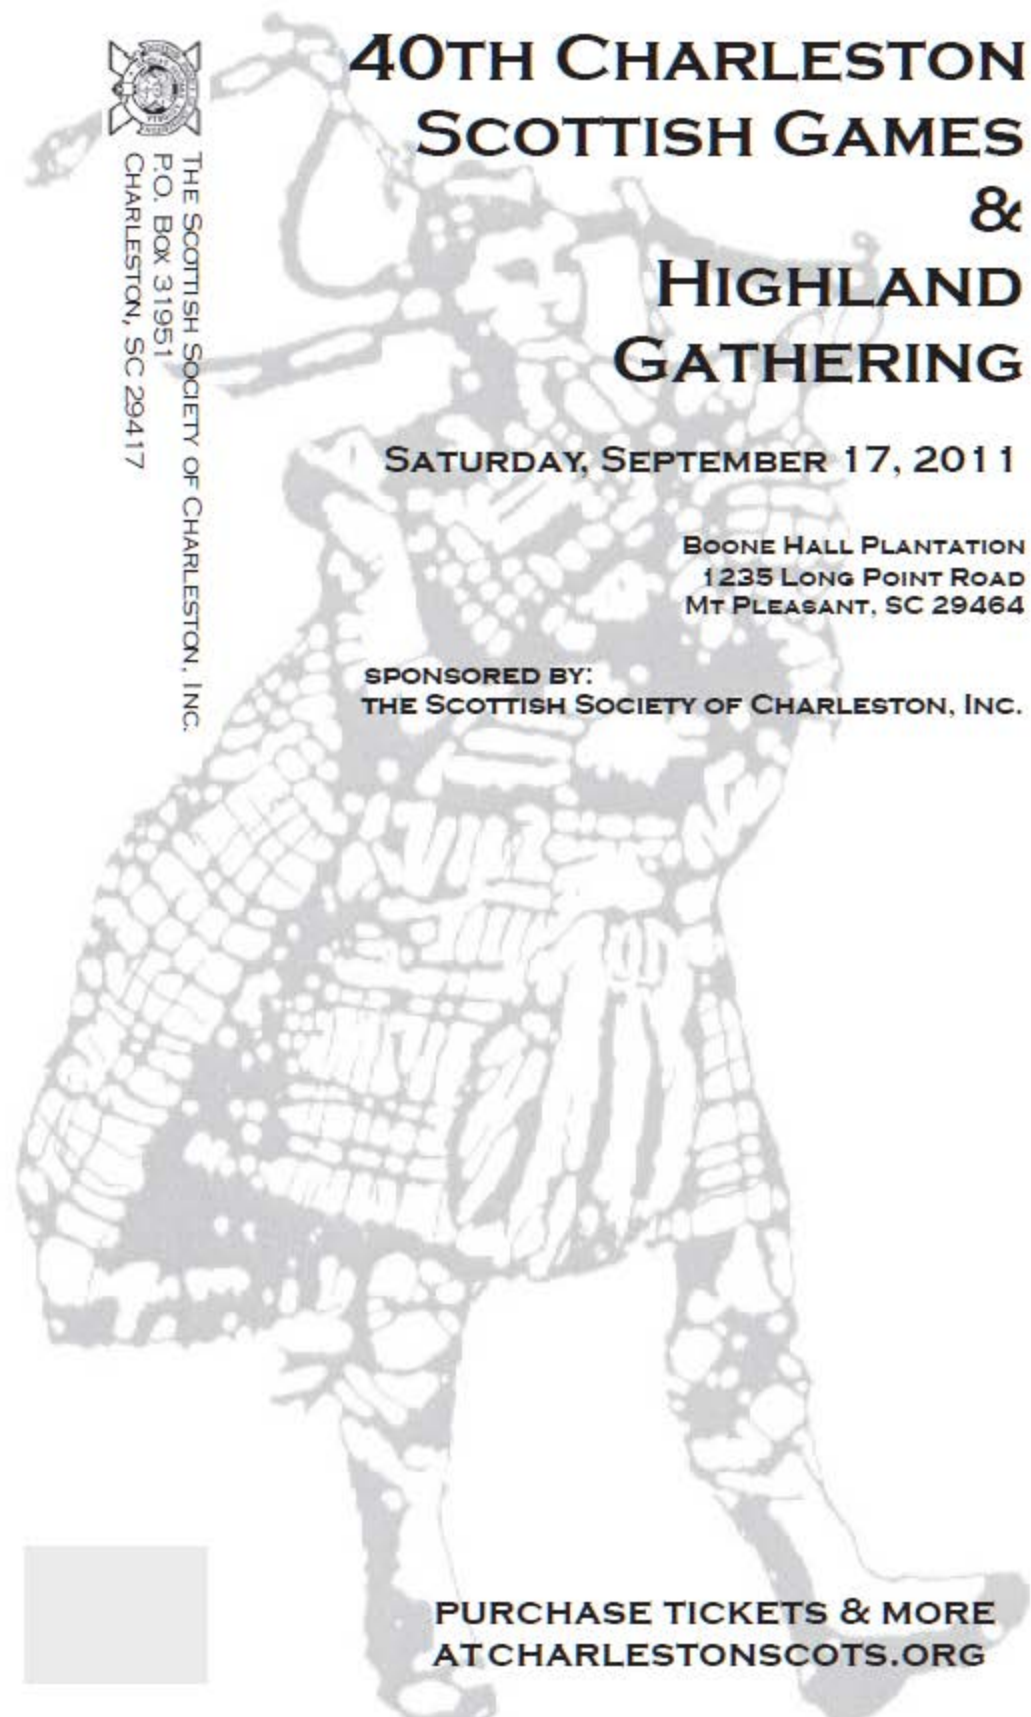 40TH CHARLESTON
SCOTTISH GAMES
&
HIGHLAND
GATHERING
SATURDAY, SEPTEMBER 17, 2011
BOONE HALL PLANTATION
1235 LONG POINT ROAD
MT PLEASANT, SC 29464
SPONSORED BY:
THE SCOTTISH SOCIETY OF CHARLESTON, INC.
THE SCOTTISH SOCIETY OF CHARLESTON, INC.
P.O. BOX 31951
CHARLESTON, SC 29417
PURCHASE TICKETS & MORE
AT CHARLESTONSCOTS.ORG